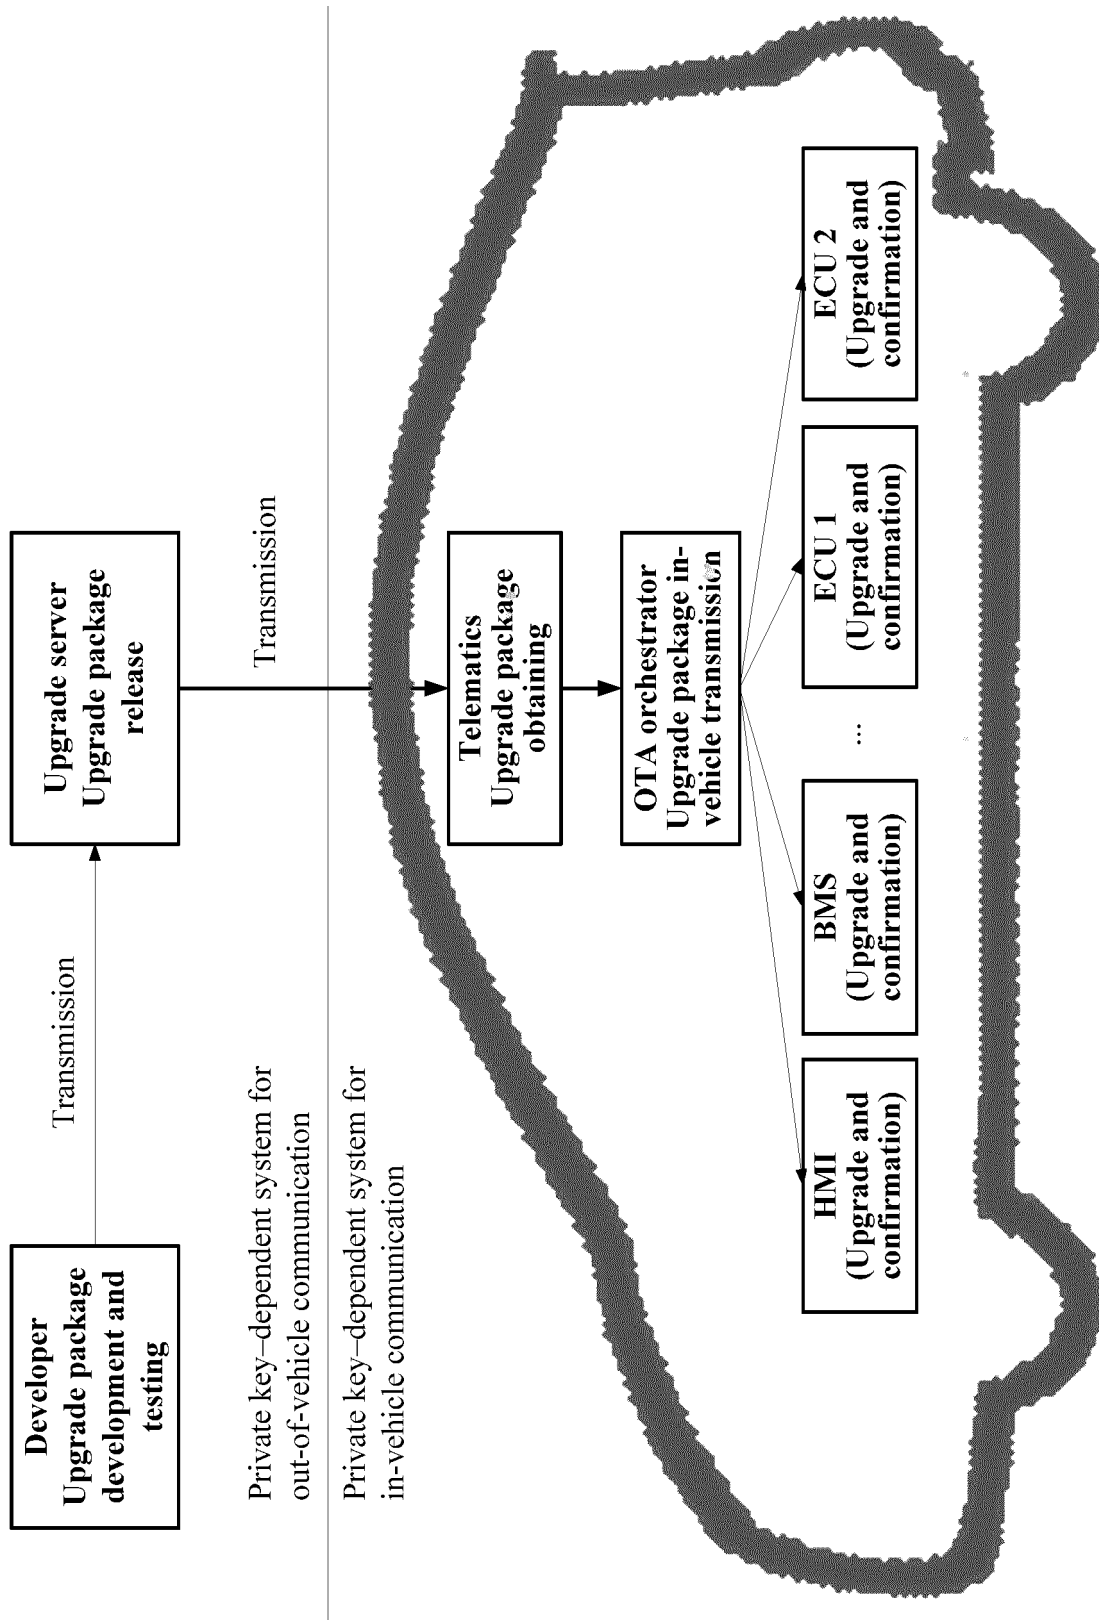 Developer
Upgrade package
development and
testing
Transmission
Upgrade server
Upgrade package
release
Transmission
Private key–dependent system for
out-of-vehicle communication
Private key–dependent system for
in-vehicle communication
Telematics
Upgrade package
obtaining
OTA orchestrator
Upgrade package in-
vehicle transmission
HMI
(Upgrade and
confirmation)
BMS
(Upgrade and
confirmation)
...
ECU 1
(Upgrade and
confirmation)
ECU 2
(Upgrade and
confirmation)